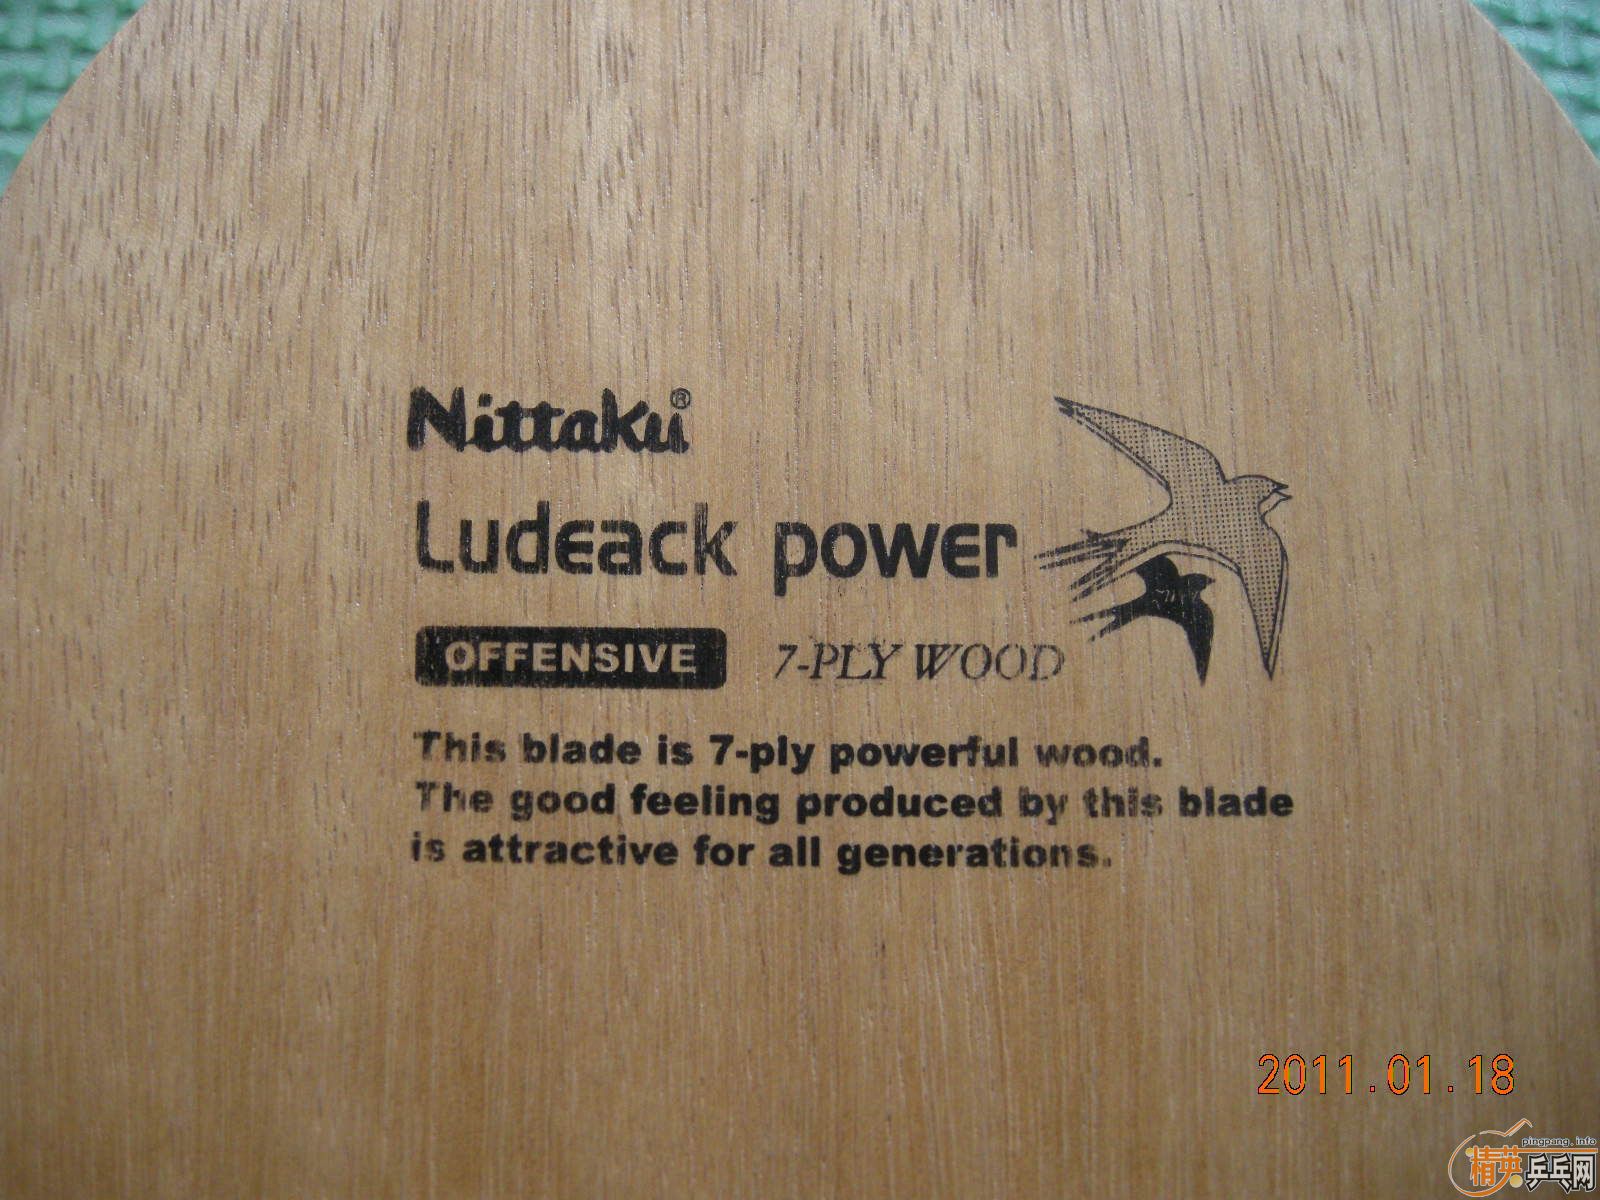 Nittaku®
Ludeack power
OFFENSIVE 7-PLY WOOD
This blade is 7-ply powerful wood.
The good feeling produced by this blade
is attractive for all generations.
2011.01.18
pingpang.info
精英乒乓网